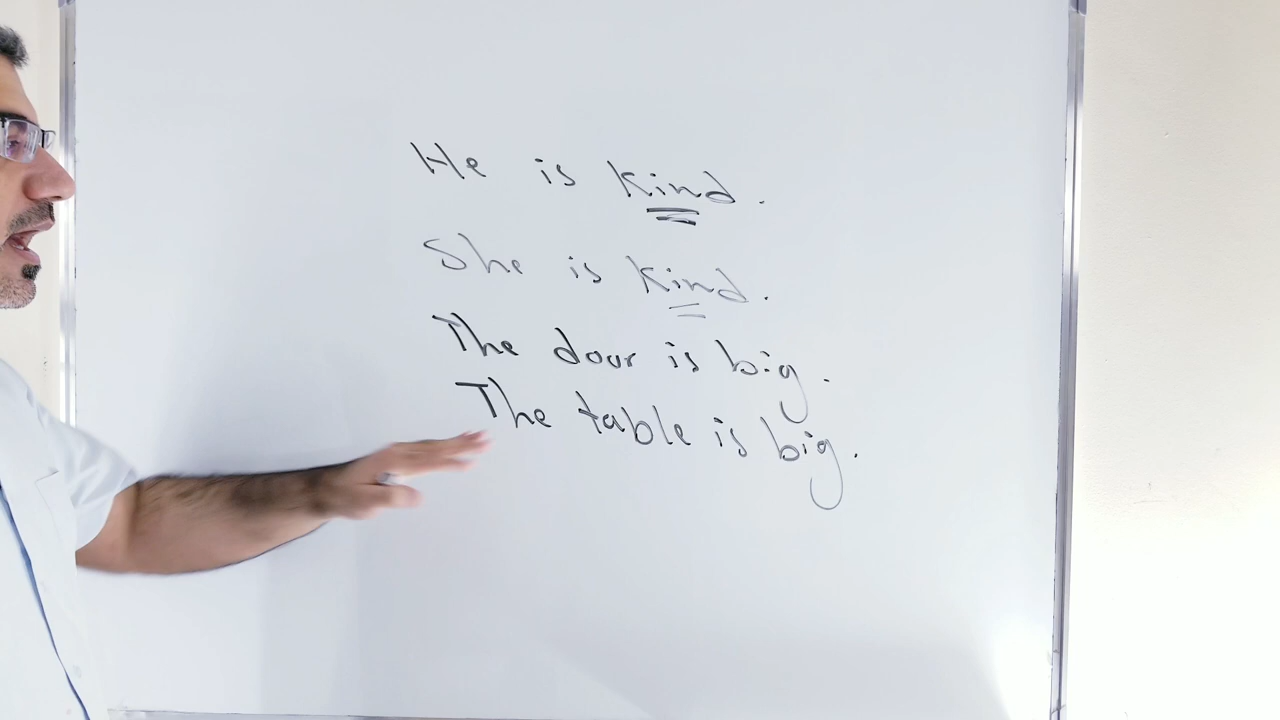 He is kind.
She is kind.
The door is big.
The table is big.